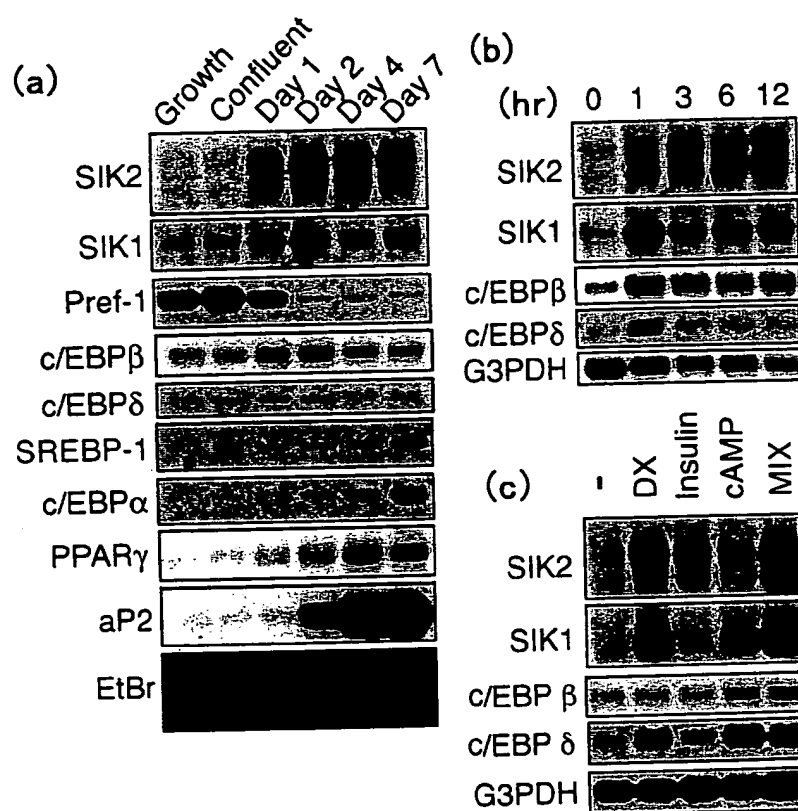 (a)
Growth
Confluent
Day 1
Day 2
Day 4
Day 7
SIK2
SIK1
Pref-1
c/EBPβ
c/EBPδ
SREBP-1
c/EBPα
PPARγ
aP2
EtBr
(b)
(hr) 0 1 3 6 12
SIK2
SIK1
c/EBPβ
c/EBPδ
G3PDH
(c)
-
DX
Insulin
cAMP
MIX
SIK2
SIK1
c/EBP β
c/EBP δ
G3PDH